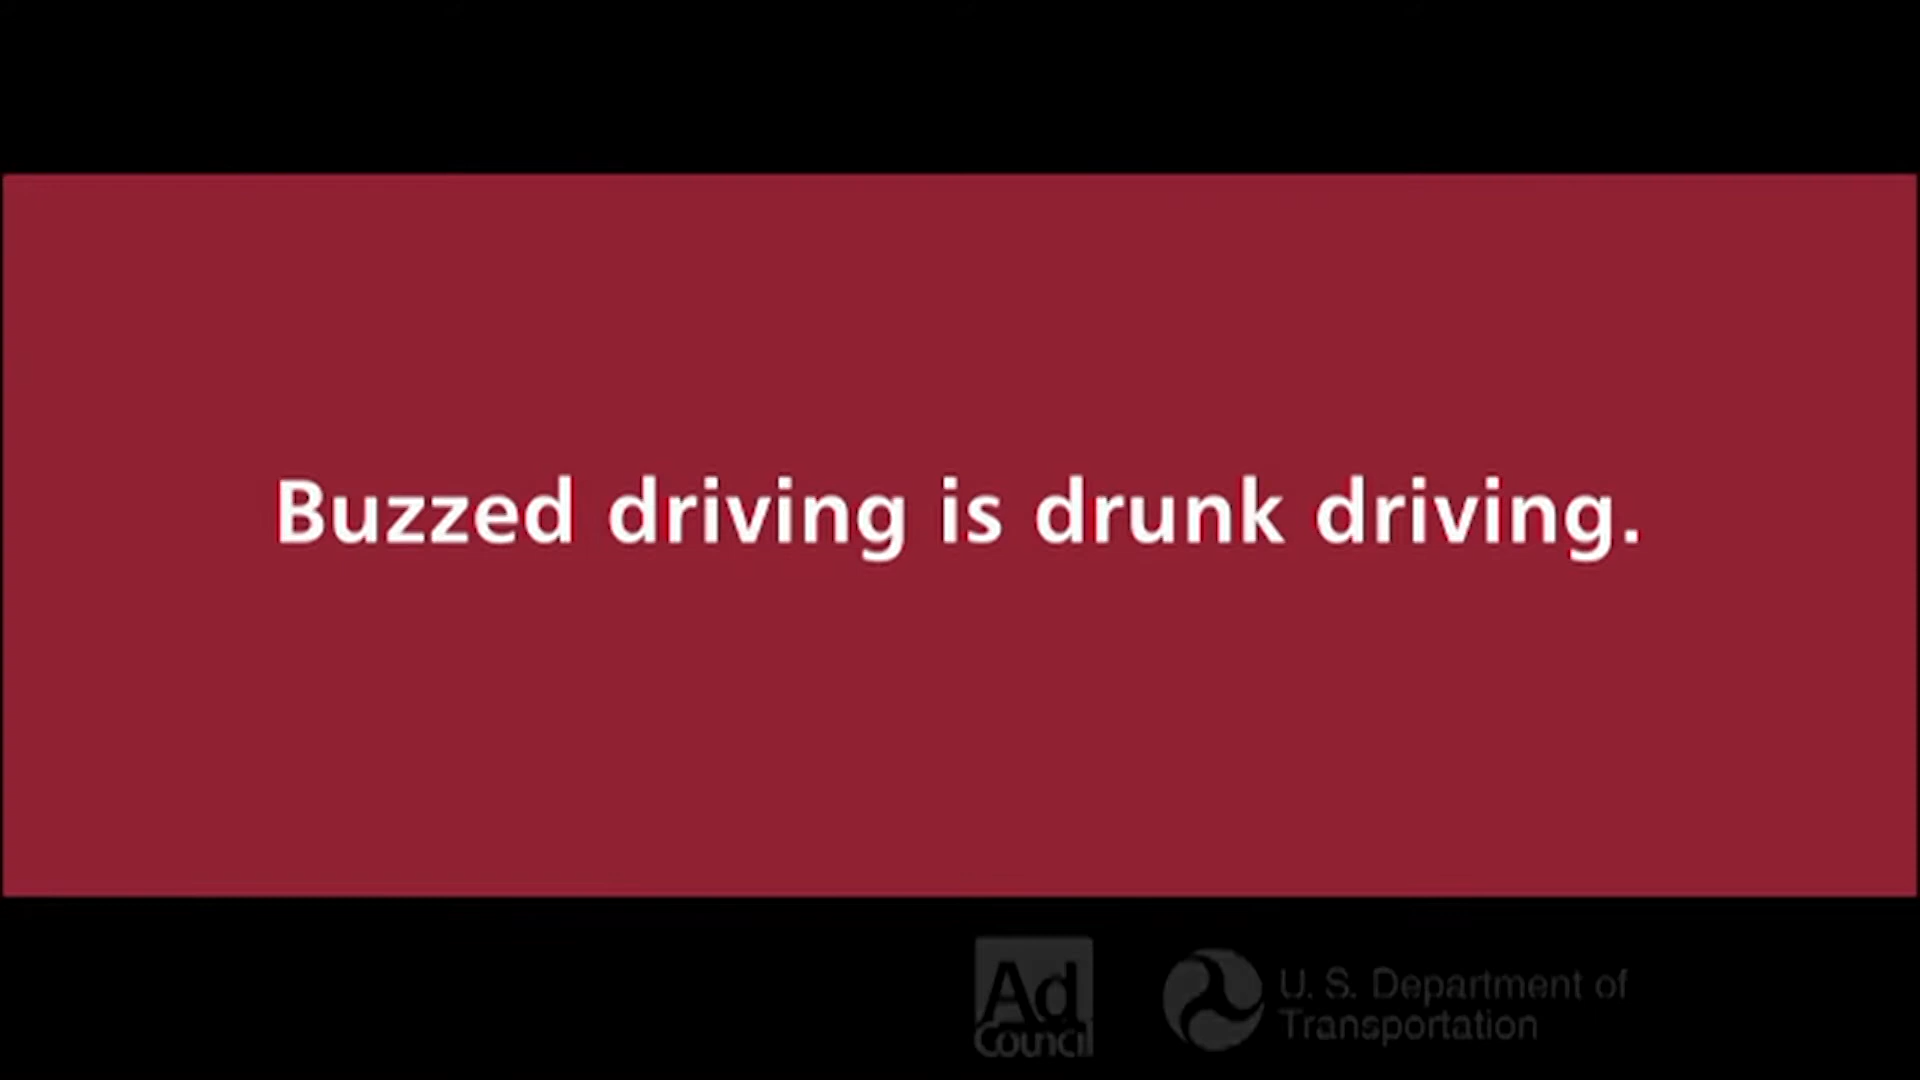 Buzzed driving is drunk driving.
Ad
Council
U. S. Department of
Transportation